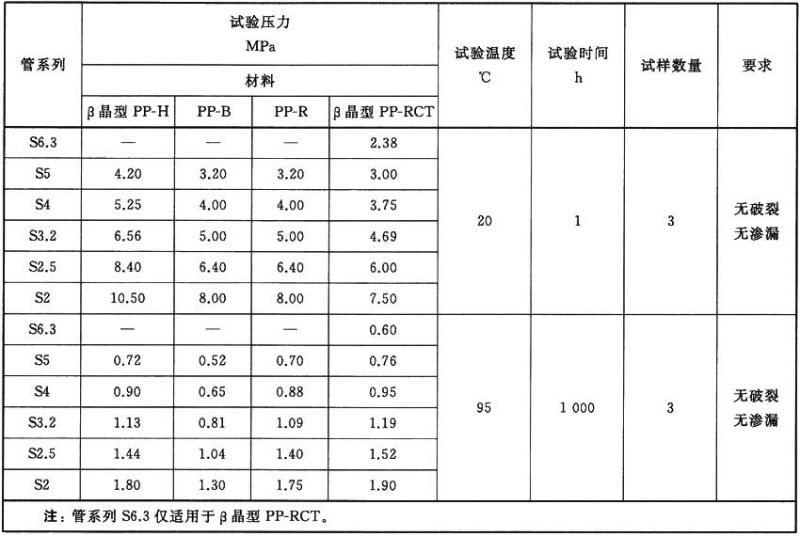 管系列 试验压力 MPa 试验温度 ℃ 试验时间 h 试样数量 要求
材料
β晶型 PP-H PP-B PP-R β晶型 PP-RCT
S6.3 — — — 2.38
S5 4.20 3.20 3.20 3.00
S4 5.25 4.00 4.00 3.75
S3.2 6.56 5.00 5.00 4.69
S2.5 8.40 6.40 6.40 6.00
S2 10.50 8.00 8.00 7.50
20 1 3 无破裂
无渗漏
S6.3 — — — 0.60
S5 0.72 0.52 0.70 0.76
S4 0.90 0.65 0.88 0.95
S3.2 1.13 0.81 1.09 1.19
S2.5 1.44 1.04 1.40 1.52
S2 1.80 1.30 1.75 1.90
95 1 000 3 无破裂
无渗漏
注：管系列 S6.3 仅适用于 β晶型 PP-RCT。